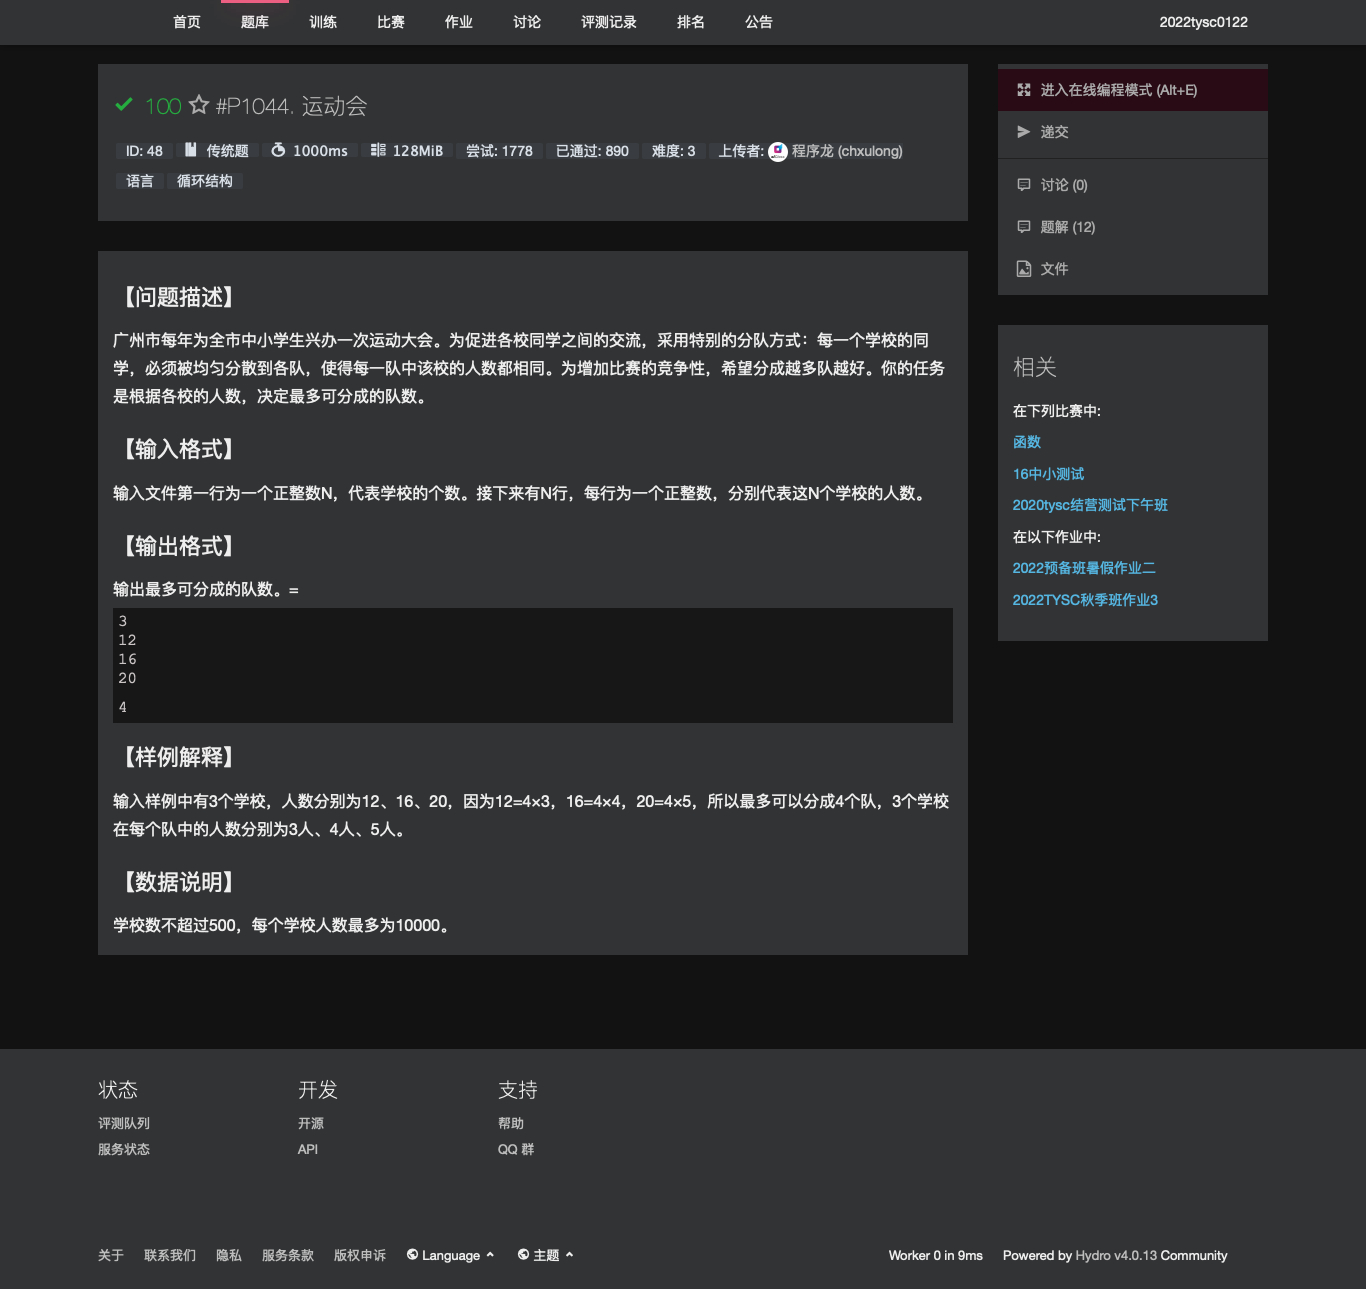 首页 题库 训练 比赛 作业 讨论 评测记录 排名 公告 2022tysc0122
100 #P1044. 运动会
ID: 48 传统题 1000ms 128MiB 尝试: 1778 已通过: 890 难度: 3 上传者: 程序龙 (chxulong)
语言 循环结构
【问题描述】
广州市每年为全市中小学生兴办一次运动大会。为促进各校同学之间的交流，采用特别的分队方式：每一个学校的同
学，必须被均匀分散到各队，使得每一队中该校的人数都相同。为增加比赛的竞争性，希望分成越多队越好。你的任务
是根据各校的人数，决定最多可分成的队数。
【输入格式】
输入文件第一行为一个正整数N，代表学校的个数。接下来有N行，每行为一个正整数，分别代表这N个学校的人数。
【输出格式】
输出最多可分成的队数。=
3
12
16
20
4
【样例解释】
输入样例中有3个学校，人数分别为12、16、20，因为12=4×3，16=4×4，20=4×5，所以最多可以分成4个队，3个学校
在每个队中的人数分别为3人、4人、5人。
【数据说明】
学校数不超过500，每个学校人数最多为10000。
进入在线编程模式 (Alt+E)
递交
讨论 (0)
题解 (12)
文件
相关
在下列比赛中:
函数
16中小测试
2020tysc结营测试下午班
在以下作业中:
2022预备班暑假作业二
2022TYSC秋季班作业3
状态
评测队列
服务状态
开发
开源
API
支持
帮助
QQ 群
关于 联系我们 隐私 服务条款 版权申诉 Language 主题 Worker 0 in 9ms Powered by Hydro v4.0.13 Community